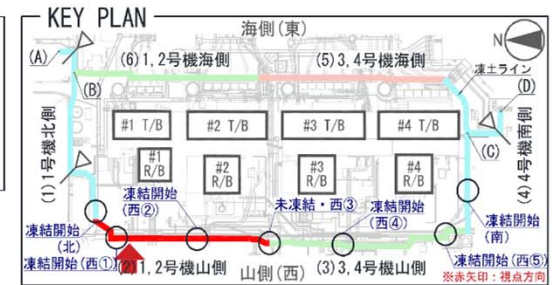 KEY PLAN
海側(東)
N
(A)
(6)1,2号機海側
(5)3,4号機海側
凍土ライン
(B)
(D)
(1)1号機北側
#1 T/B
#2 T/B
#3 T/B
#4 T/B
(C)
(4)4号機南側
#1
R/B
#2
R/B
#3
R/B
#4
R/B
凍結開始
(西②)
未凍結・西③
凍結開始
(西④)
凍結開始
(北)
凍結開始
(南)
凍結開始(西①)
(2)1,2号機山側
山側(西)
(3)3,4号機山側
凍結開始(西⑤)
※赤矢印:視点方向